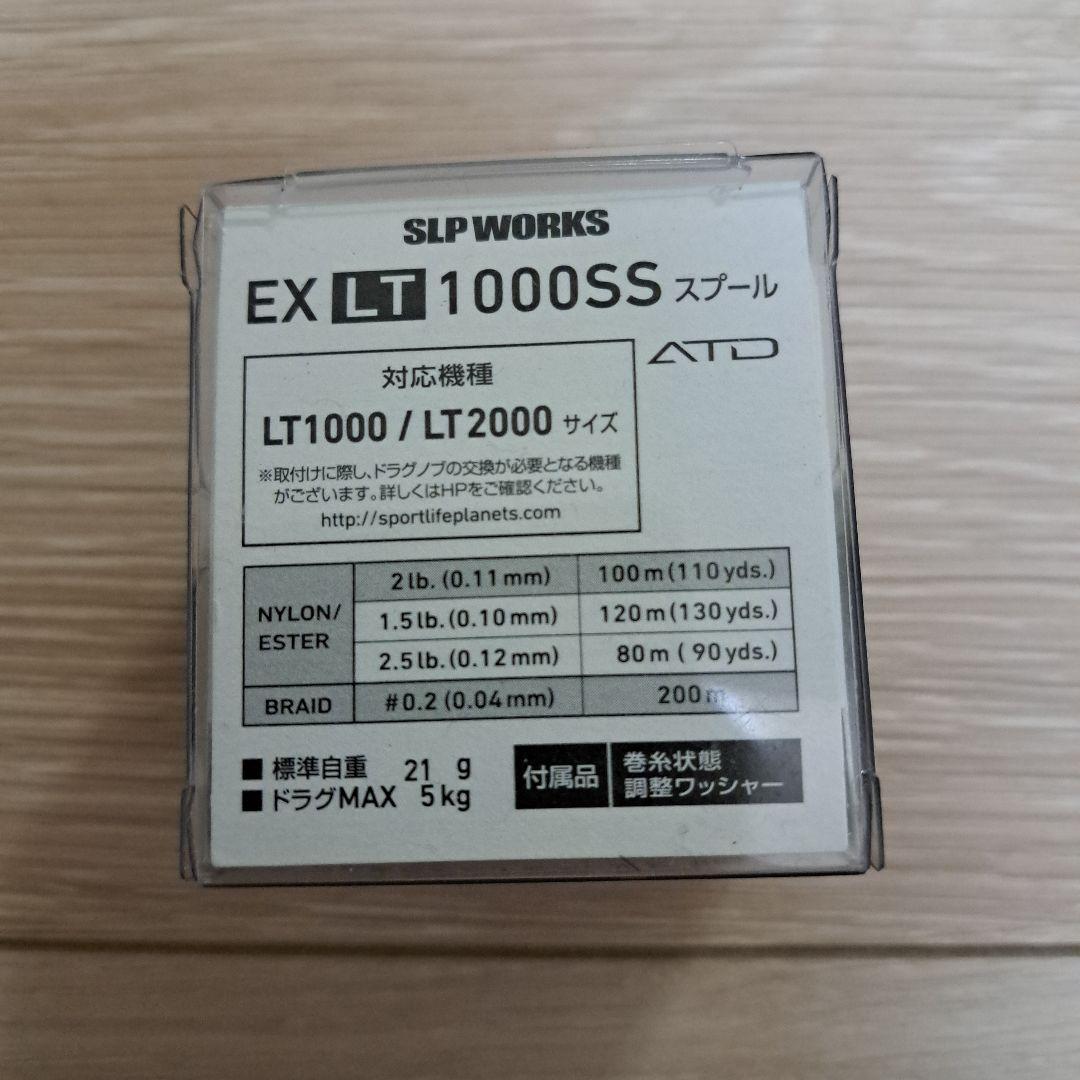 SLP WORKS
EX LT 1000SS スプール
ATD
対応機種
LT1000 / LT2000 サイズ
※取付けに際し、ドラグノブの交換が必要となる機種
がございます。詳しくはHPをご確認ください。
http://sportlifeplanets.com
NYLON/
ESTER
2lb.(0.11mm) 100m(110yds.)
1.5lb.(0.10mm) 120m(130yds.)
2.5lb.(0.12mm) 80m ( 90yds.)
BRAID #0.2 (0.04mm) 200m
■ 標準自重 21 g
■ ドラグMAX 5kg
付属品
巻糸状態
調整ワッシャー